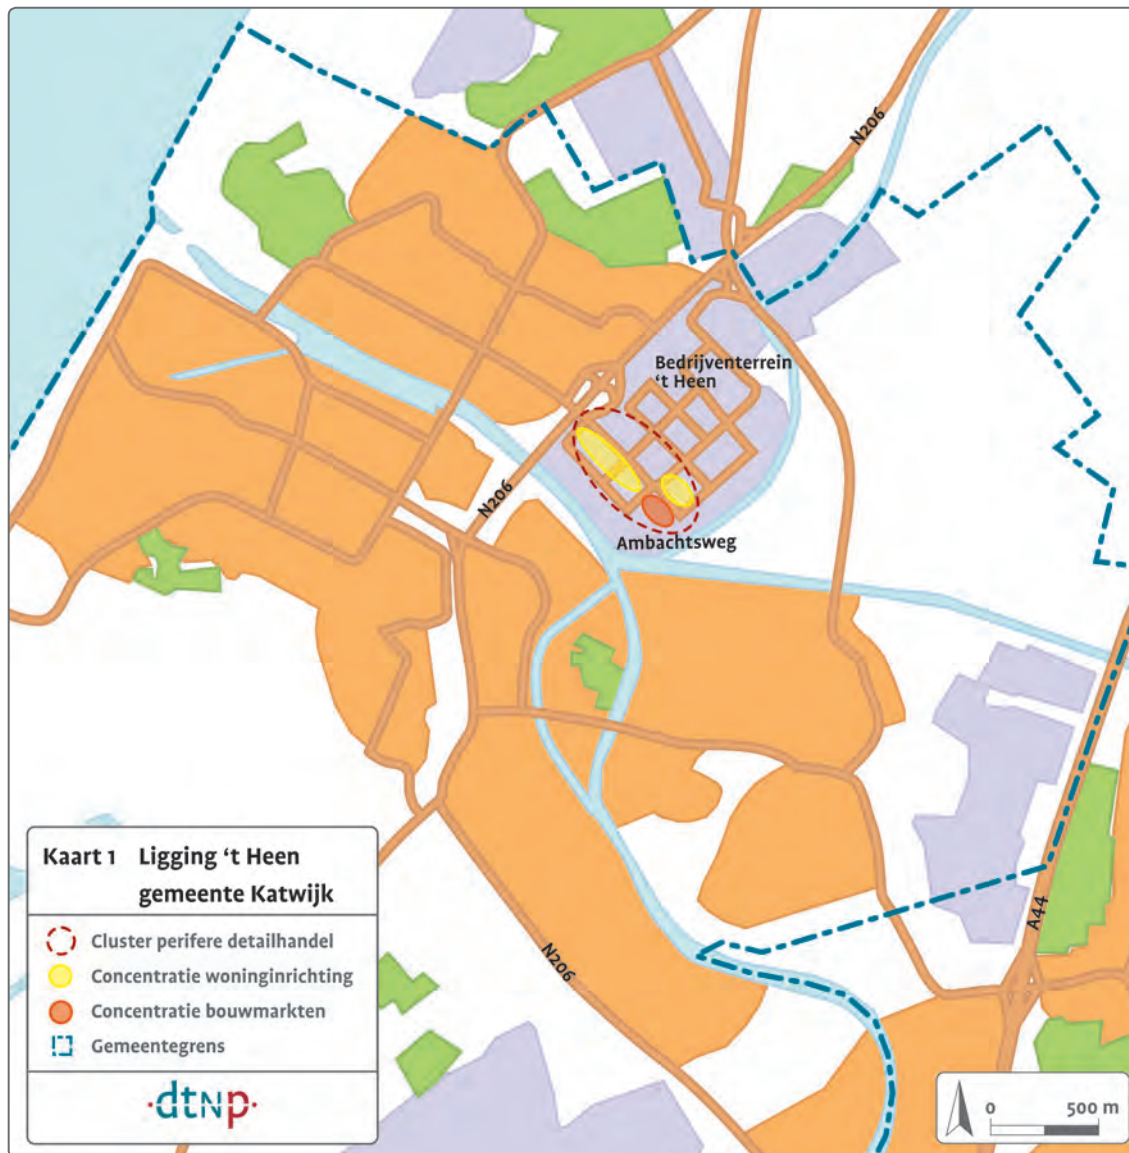 N206
Bedrijventerrein
‘t Heen
N206
Ambachtsweg
A44
N206
Kaart 1 Ligging ‘t Heen
gemeente Katwijk
Cluster perifere detailhandel
Concentratie woninginrichting
Concentratie bouwmarkten
Gemeentegrens
·dtnp·
0 500 m